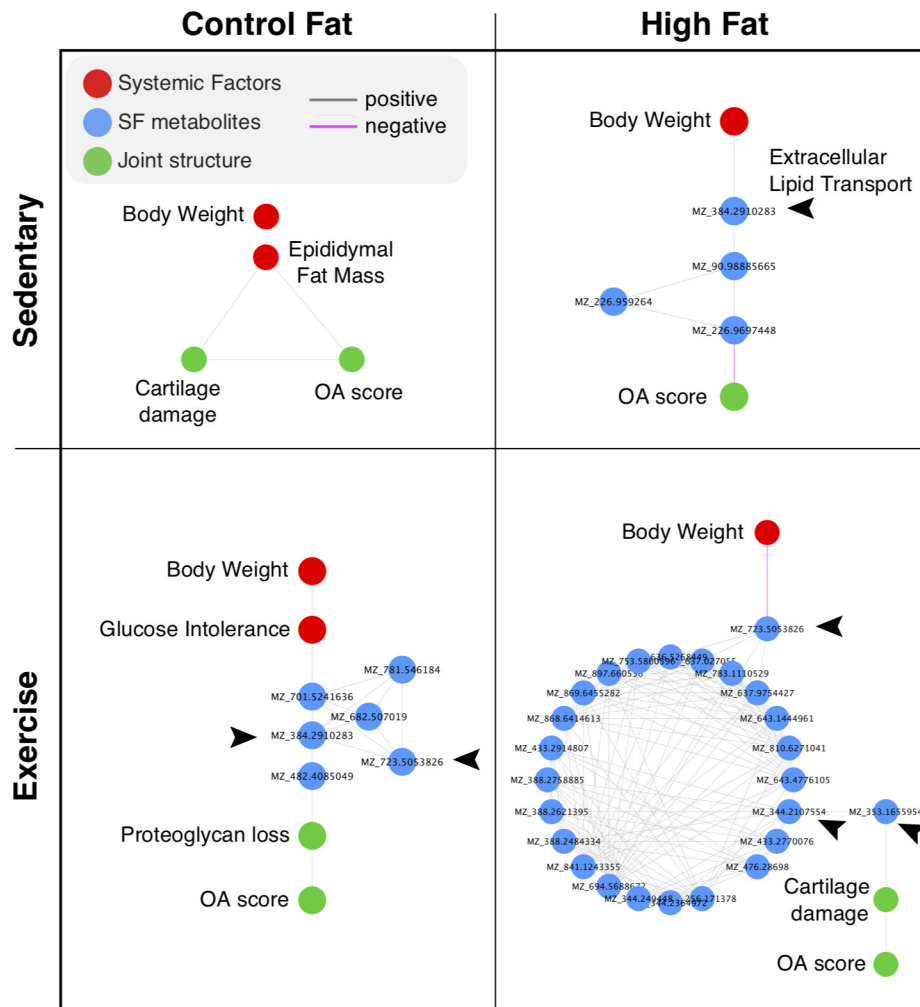 Control Fat
High Fat
Sedentary
Exercise
Systemic Factors
SF metabolites
Joint structure
positive
negative
Body Weight
Epididymal
Fat Mass
Cartilage
damage
OA score
Body Weight
Extracellular
Lipid Transport
MZ_384.2910283
MZ_90.98885665
MZ_226.959264
MZ_226.9697448
OA score
Body Weight
Glucose Intolerance
MZ_781.546184
MZ_701.5241636
MZ_682.507019
MZ_384.2910283
MZ_723.5053826
MZ_482.4085049
Proteoglycan loss
OA score
Body Weight
MZ_723.5053826
MZ_753.5860596
MZ_897.660536
MZ_783.1110529
MZ_869.6455282
MZ_637.9754427
MZ_868.6414613
MZ_643.1444961
MZ_433.2914807
MZ_810.6271041
MZ_388.2758885
MZ_643.4776105
MZ_388.2621395
MZ_344.2107554
MZ_353.1655954
MZ_388.2484334
MZ_433.2770076
MZ_841.1243355
MZ_476.28698
Cartilage
damage
OA score